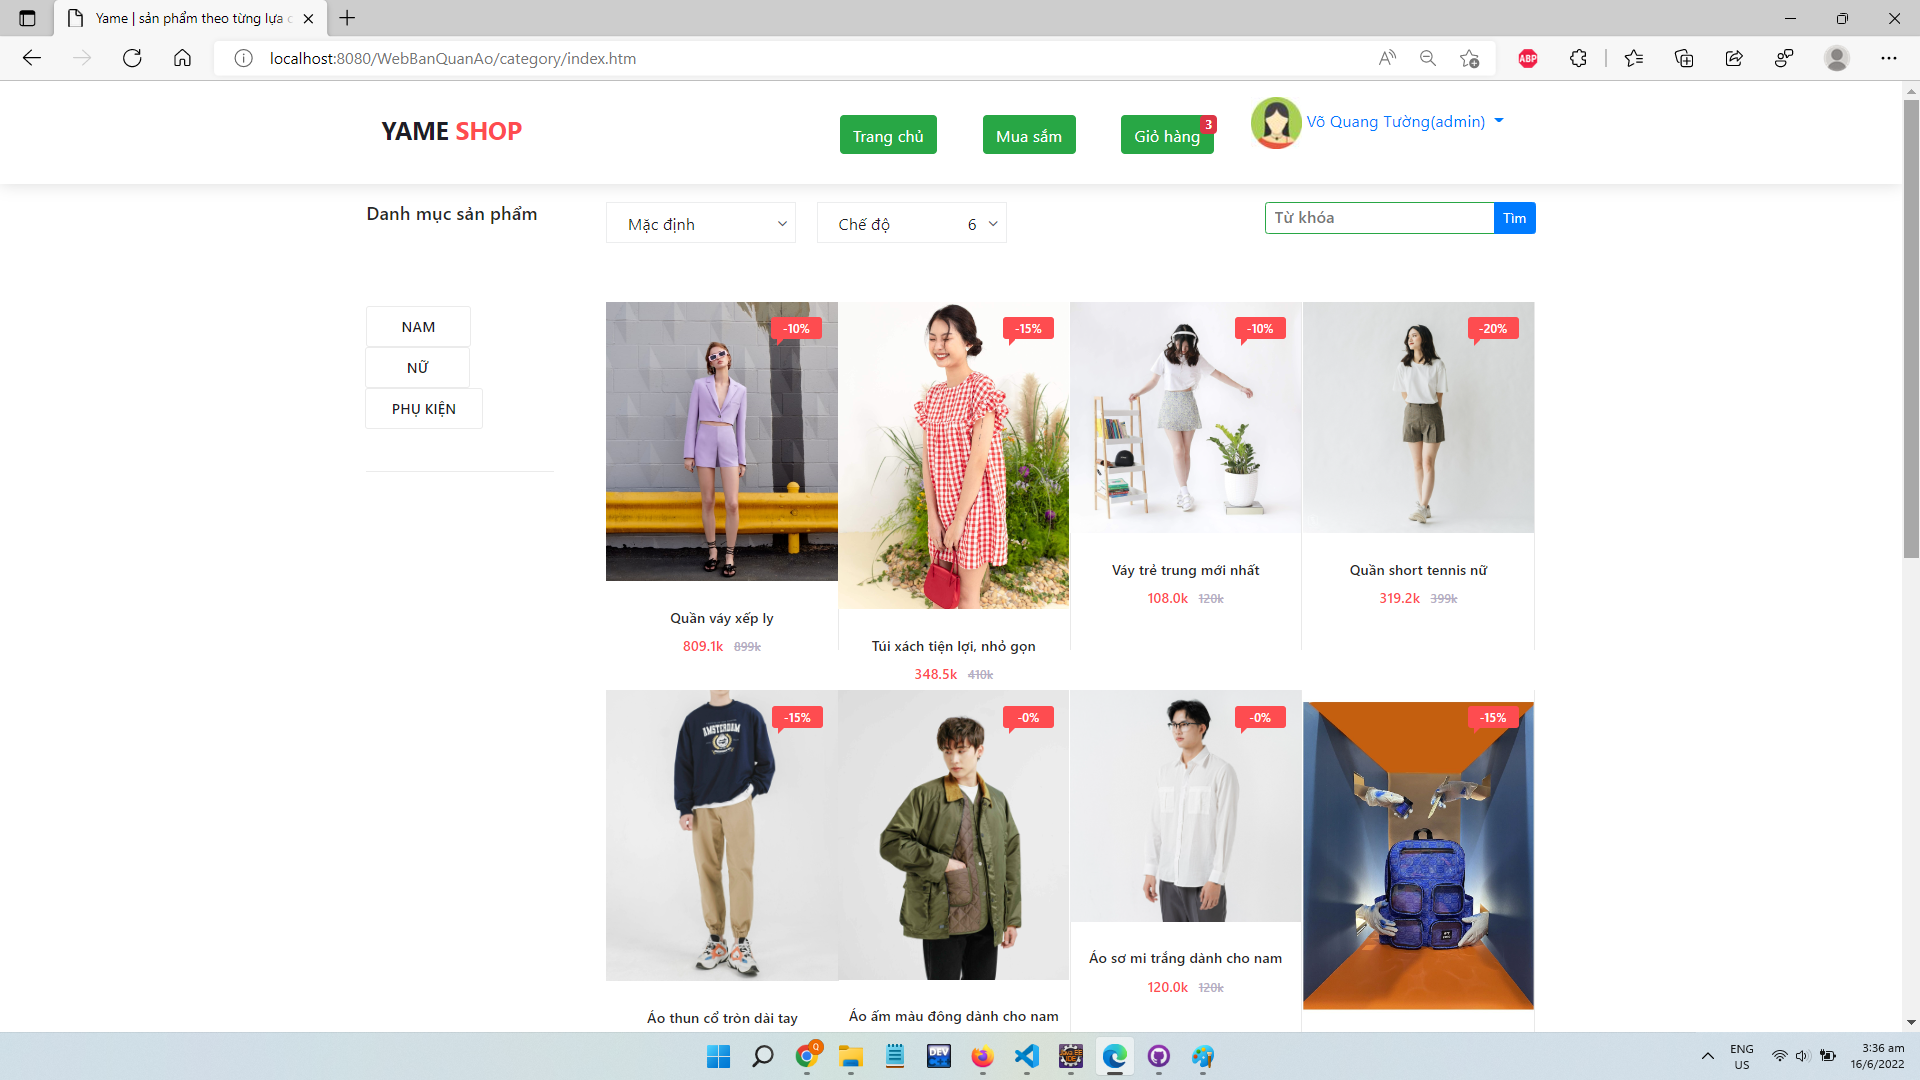 Yame | sản phẩm theo từng lựa c
localhost:8080/WebBanQuanAo/category/index.htm
ABP
YAME SHOP
Trang chủ
Mua sắm
Giỏ hàng
3
Võ Quang Tường(admin)
Danh mục sản phẩm
Mặc định
Chế độ
6
Từ khóa
Tìm
NAM
NỮ
PHỤ KIỆN
-10%
-15%
-10%
-20%
Quần váy xếp ly
809.1k 899k
Túi xách tiện lợi, nhỏ gọn
348.5k 410k
Váy trẻ trung mới nhất
108.0k 120k
Quần short tennis nữ
319.2k 399k
-15%
-0%
-0%
-15%
AMSTERDAM
Áo thun cổ tròn dài tay
Áo ấm màu đông dành cho nam
Áo sơ mi trắng dành cho nam
120.0k 120k
Q
DEV
ENG
US
3:36 am
16/6/2022